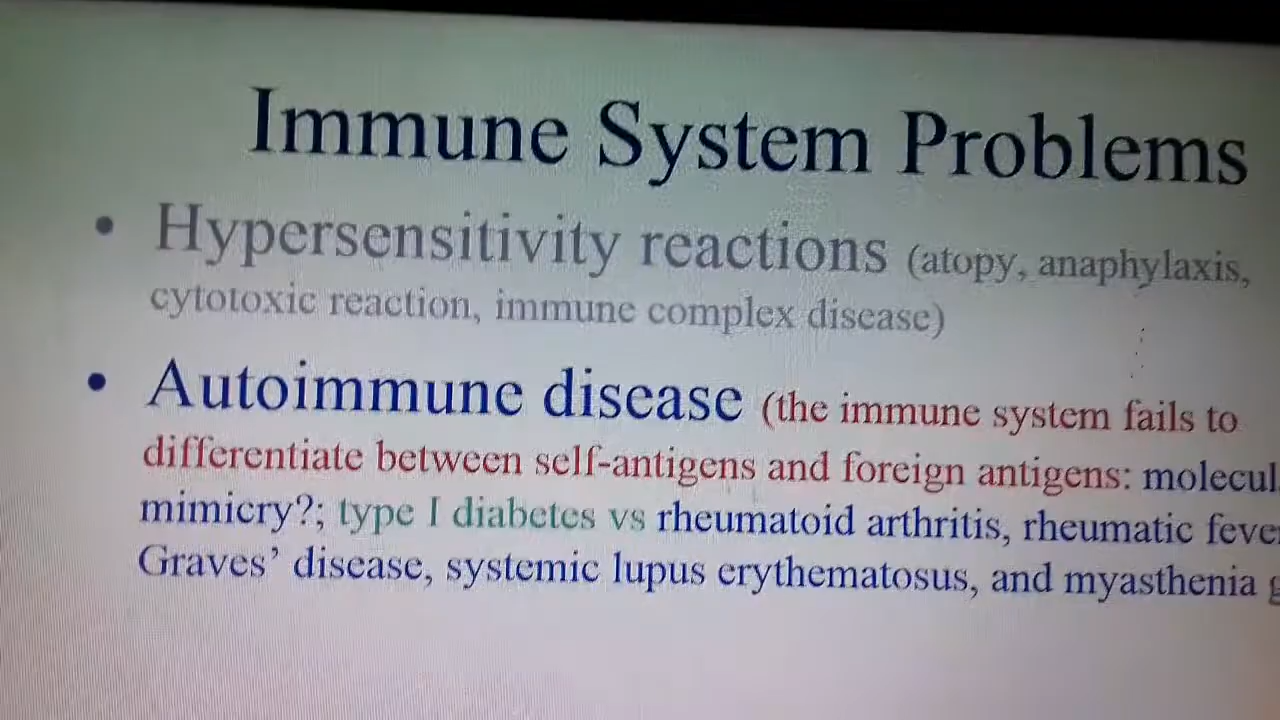 Immune System Problems
• Hypersensitivity reactions (atopy, anaphylaxis,
cytotoxic reaction, immune complex disease)
• Autoimmune disease (the immune system fails to
differentiate between self-antigens and foreign antigens: molecul
mimicry?; type I diabetes vs rheumatoid arthritis, rheumatic feve
Graves’ disease, systemic lupus erythematosus, and myasthenia g